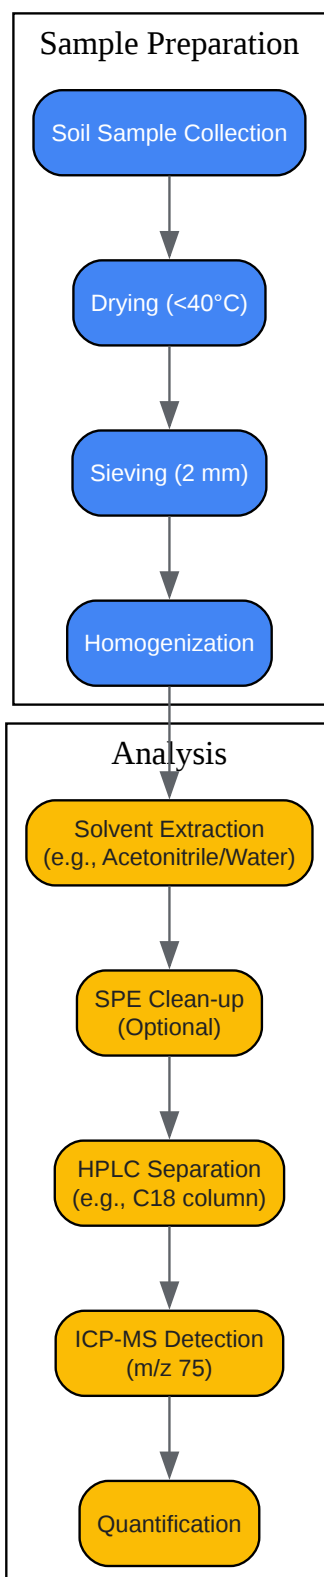 Sample Preparation
Soil Sample Collection
Drying (<40°C)
Sieving (2 mm)
Homogenization
Analysis
Solvent Extraction
(e.g., Acetonitrile/Water)
SPE Clean-up
(Optional)
HPLC Separation
(e.g., C18 column)
ICP-MS Detection
(m/z 75)
Quantification